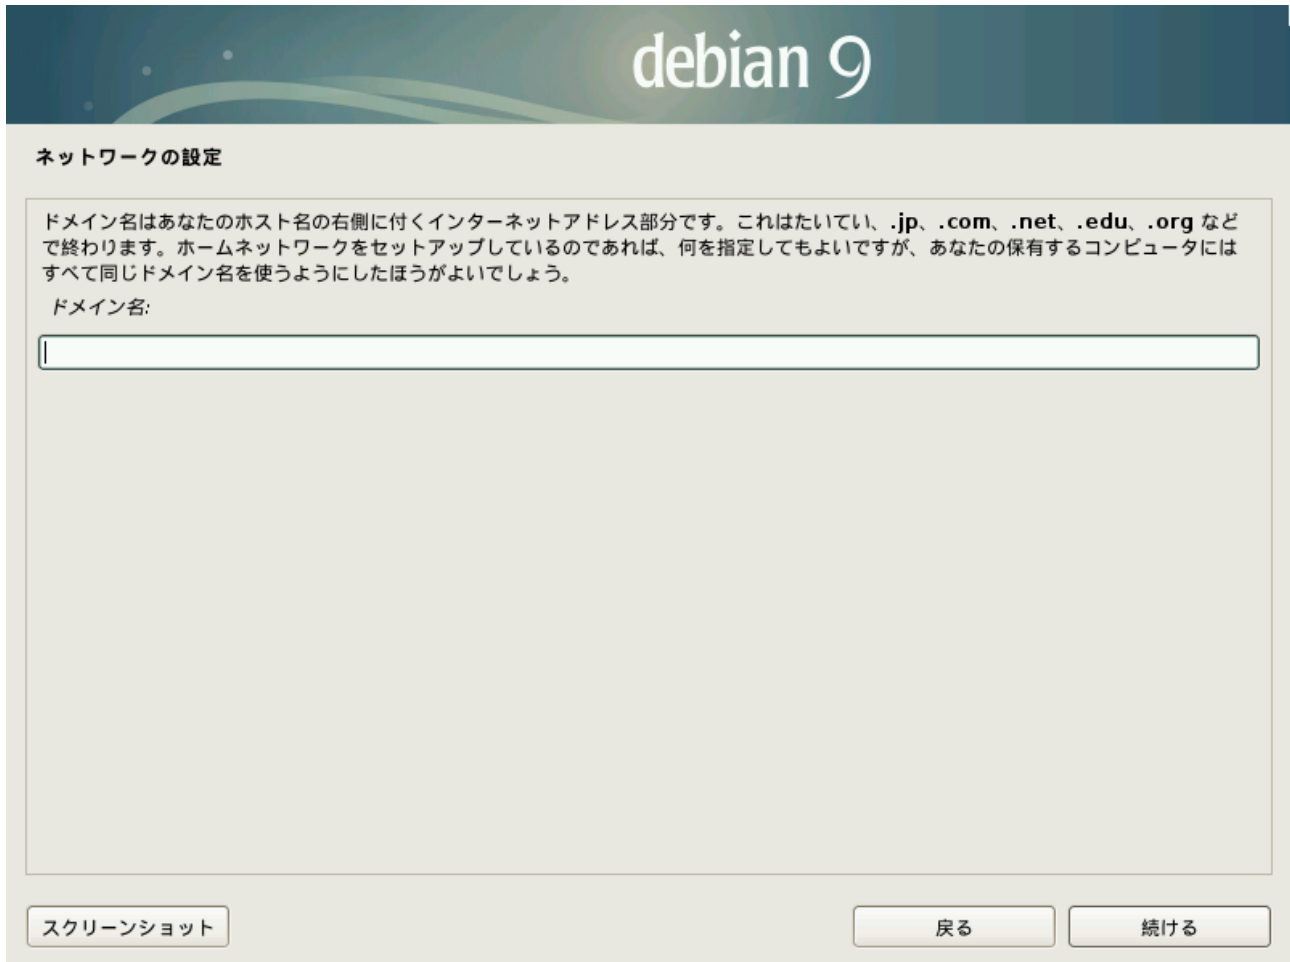 debian 9
ネットワークの設定
ドメイン名はあなたのホスト名の右側に付くインターネットアドレス部分です。これはたいてい、.jp、.com、.net、.edu、.org など
で終わります。ホームネットワークをセットアップしているのであれば、何を指定してもよいですが、あなたの保有するコンピュータには
すべて同じドメイン名を使うようにしたほうがよいでしょう。
ドメイン名:
スクリーンショット
戻る
続ける